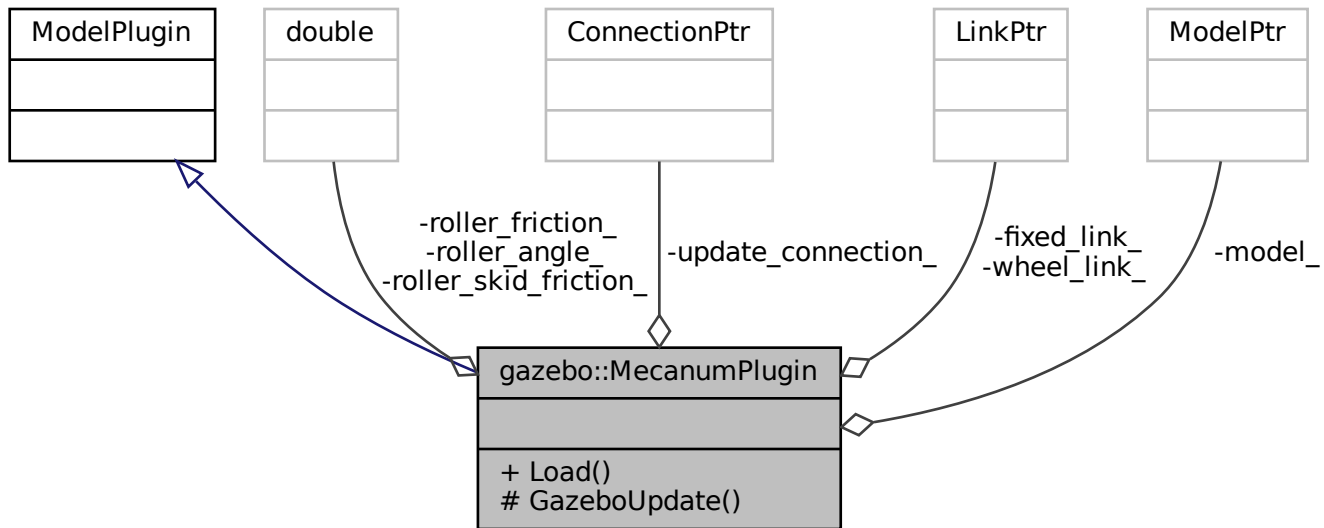 ModelPlugin
double
ConnectionPtr
LinkPtr
ModelPtr
-roller_friction_
-roller_angle_
-roller_skid_friction_
-update_connection_
-fixed_link_
-wheel_link_
-model_
gazebo::MecanumPlugin
+ Load()
# GazeboUpdate()